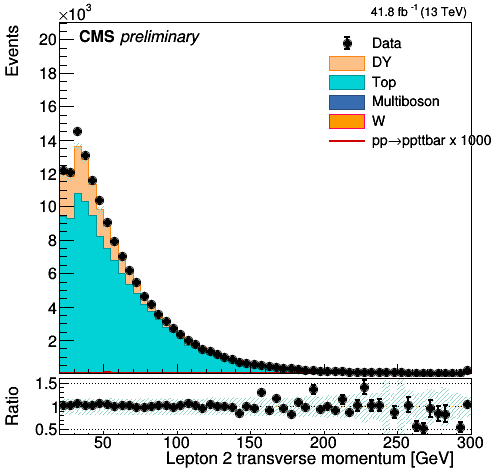 ×10³
41.8 fb⁻¹ (13 TeV)
CMS preliminary
Events
20
18
16
14
12
10
8
6
4
2
Data
DY
Top
Multiboson
W
pp→ppttbar x 1000
Ratio
1.5
1
0.5
50 100 150 200 250 300
Lepton 2 transverse momentum [GeV]